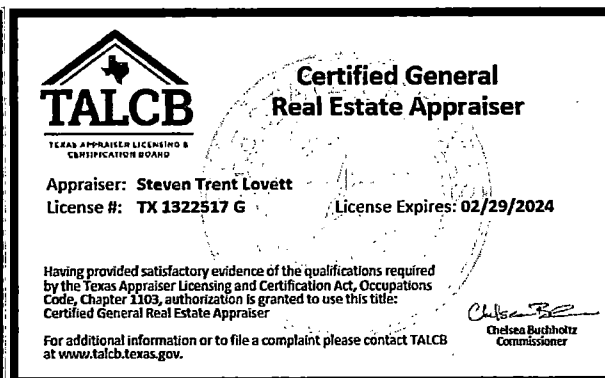 TALCB
TEXAS APPRAISER LICENSING &
CERTIFICATION BOARD
Certified General
Real Estate Appraiser
Appraiser: Steven Trent Lovett
License #: TX 1322517 G
License Expires: 02/29/2024
Having provided satisfactory evidence of the qualifications required
by the Texas Appraiser Licensing and Certification Act, Occupations
Code, Chapter 1103, authorization is granted to use this title:
Certified General Real Estate Appraiser
For additional information or to file a complaint please contact TALCB
at www.talcb.texas.gov.
Chelsea Buchholtz
Commissioner